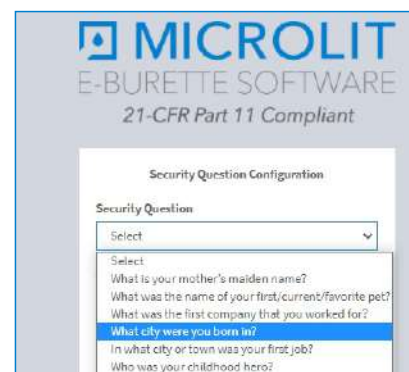 MICROLIT
E-BURETTE SOFTWARE
21-CFR Part 11 Compliant
Security Question Configuration
Security Question
Select
Select
What is your mother's maiden name?
What was the name of your first/current/favorite pet?
What was the first company that you worked for?
What city were you born in?
In what city or town was your first job?
Who was your childhood hero?